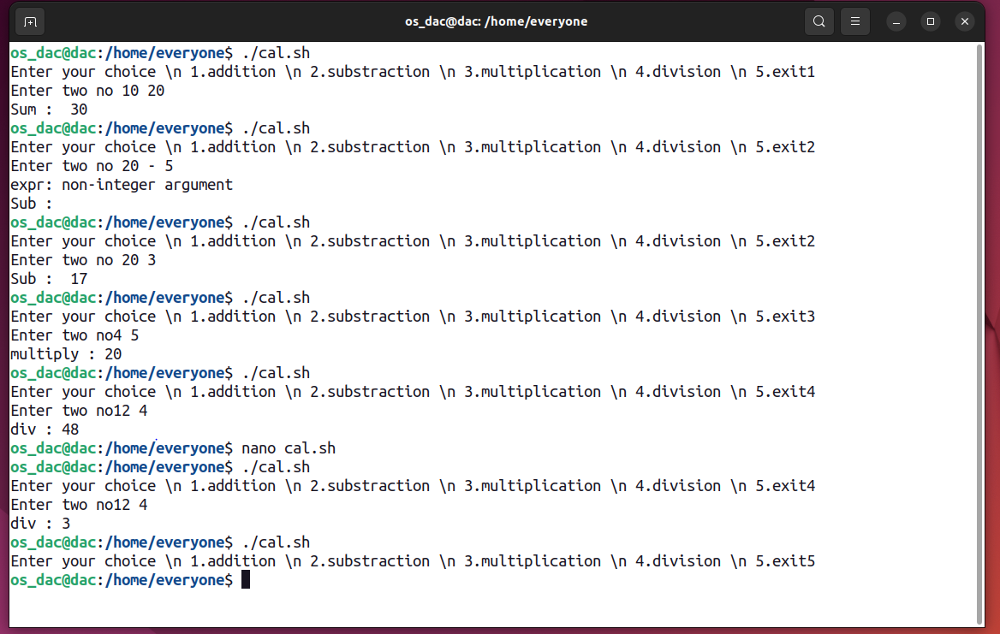 os_dac@dac: /home/everyone
os_dac@dac:/home/everyone$ ./cal.sh
Enter your choice \n 1.addition \n 2.substraction \n 3.multiplication \n 4.division \n 5.exit1
Enter two no 10 20
Sum :  30
os_dac@dac:/home/everyone$ ./cal.sh
Enter your choice \n 1.addition \n 2.substraction \n 3.multiplication \n 4.division \n 5.exit2
Enter two no 20 - 5
expr: non-integer argument
Sub :
os_dac@dac:/home/everyone$ ./cal.sh
Enter your choice \n 1.addition \n 2.substraction \n 3.multiplication \n 4.division \n 5.exit2
Enter two no 20 3
Sub :  17
os_dac@dac:/home/everyone$ ./cal.sh
Enter your choice \n 1.addition \n 2.substraction \n 3.multiplication \n 4.division \n 5.exit3
Enter two no4 5
multiply : 20
os_dac@dac:/home/everyone$ ./cal.sh
Enter your choice \n 1.addition \n 2.substraction \n 3.multiplication \n 4.division \n 5.exit4
Enter two no12 4
div : 48
os_dac@dac:/home/everyone$ nano cal.sh
os_dac@dac:/home/everyone$ ./cal.sh
Enter your choice \n 1.addition \n 2.substraction \n 3.multiplication \n 4.division \n 5.exit4
Enter two no12 4
div : 3
os_dac@dac:/home/everyone$ ./cal.sh
Enter your choice \n 1.addition \n 2.substraction \n 3.multiplication \n 4.division \n 5.exit5
os_dac@dac:/home/everyone$